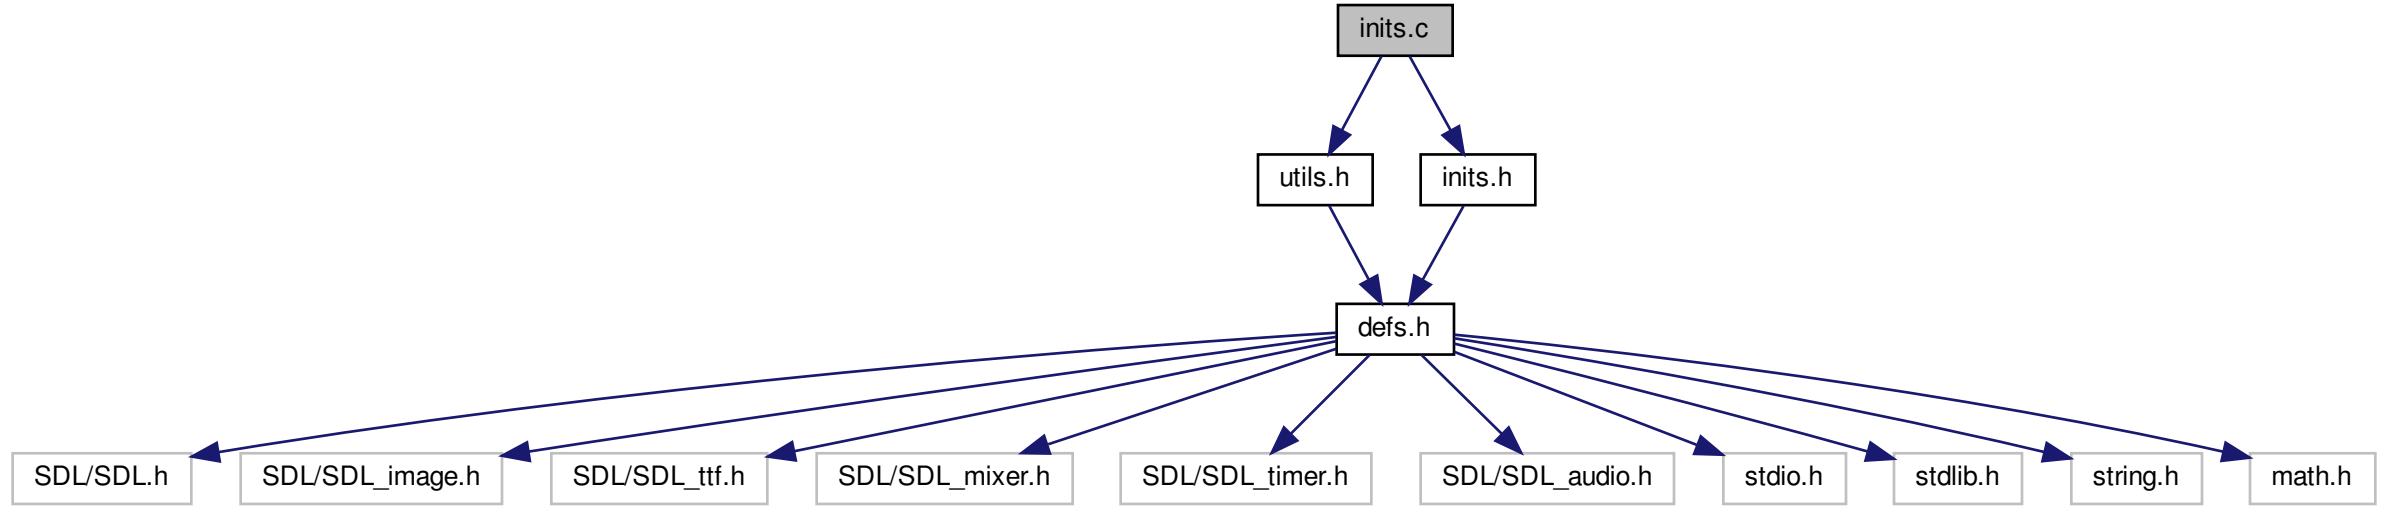 inits.c
utils.h
inits.h
defs.h
SDL/SDL.h
SDL/SDL_image.h
SDL/SDL_ttf.h
SDL/SDL_mixer.h
SDL/SDL_timer.h
SDL/SDL_audio.h
stdio.h
stdlib.h
string.h
math.h